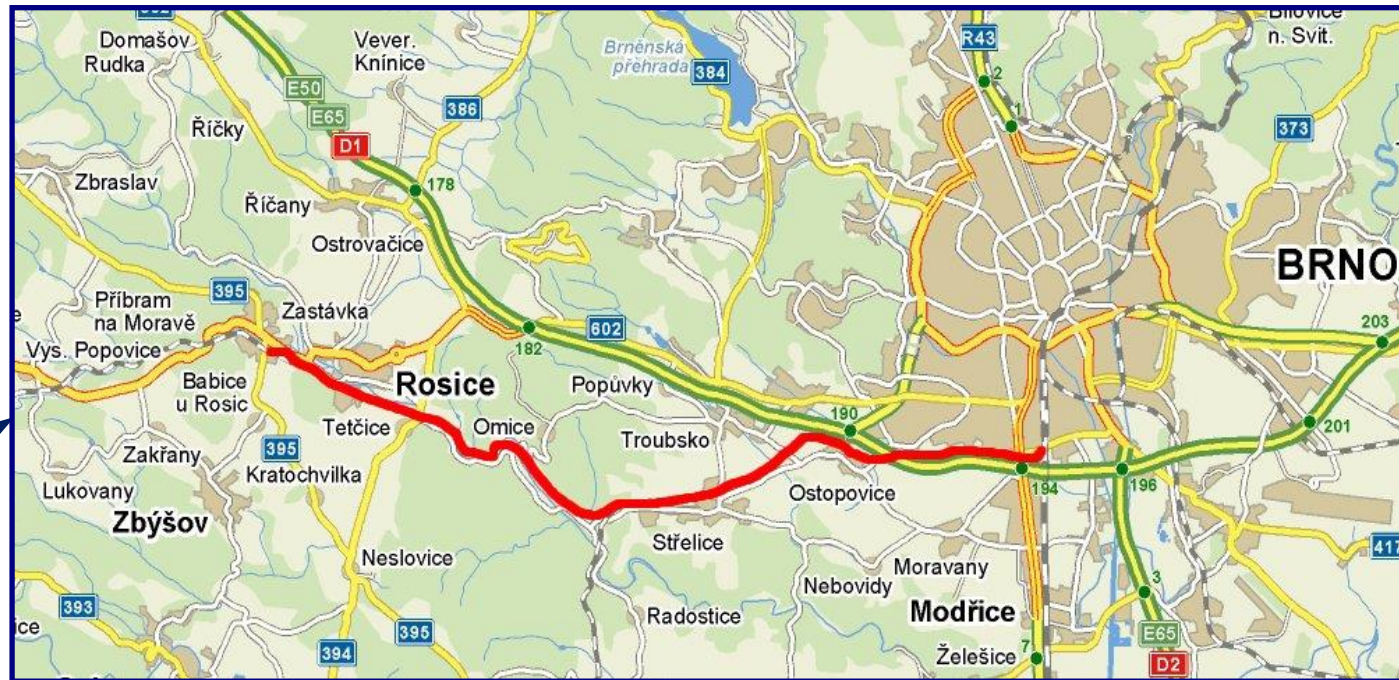 Domašov
Rudka
Vever.
Knínice
Brněnská
přehrada
384
R43
2
1
n. Svit.
E50
E65
D1
386
373
Říčky
178
Zbraslav
Říčany
Ostrovačice
BRNO
395
Příbram
na Moravě
Zastávka
602
203
182
Vys. Popovice
Rosice
Babice
u Rosic
Popůvky
190
Tetčice
Omice
Troubsko
201
Zakřany
395
Kratochvilka
Lukovany
Ostopovice
194
196
Zbýšov
Střelice
Neslovice
Moravany
417
Nebovidy
393
Radostice
Modřice
3
395
E65
394
7
Želešice
D2